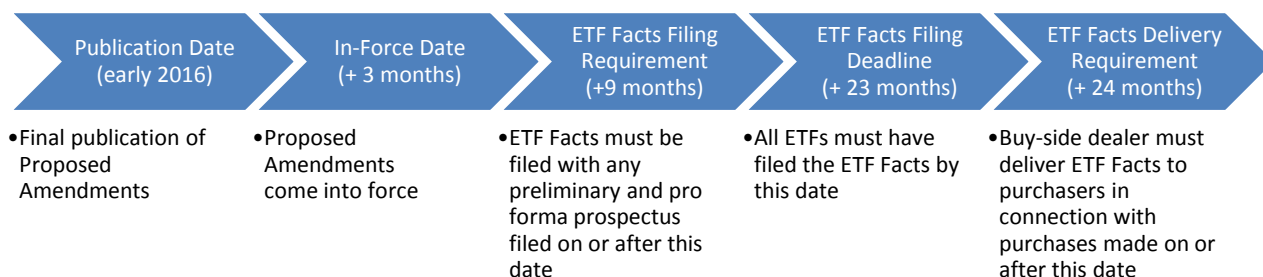 Publication Date
(early 2016)
In-Force Date
(+ 3 months)
ETF Facts Filing
Requirement
(+9 months)
ETF Facts Filing
Deadline
(+ 23 months)
ETF Facts Delivery
Requirement
(+ 24 months)
•Final publication of
Proposed
Amendments
•Proposed
Amendments
come into force
•ETF Facts must be
filed with any
preliminary and pro
forma prospectus
filed on or after this
date
•All ETFs must have
filed the ETF Facts by
this date
•Buy-side dealer must
deliver ETF Facts to
purchasers in
connection with
purchases made on or
after this date